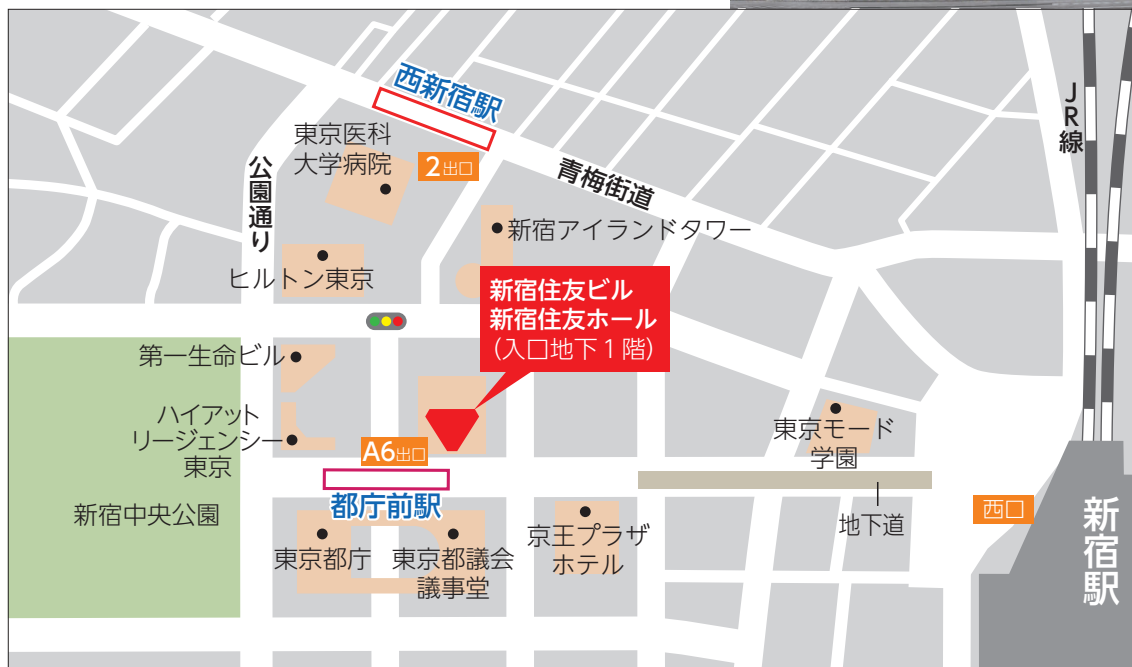 西新宿駅
東京医科
大学病院
2出口
公園通り
青梅街道
JR線
新宿アイランドタワー
ヒルトン東京
新宿住友ビル
新宿住友ホール
(入口地下1階)
第一生命ビル
ハイアット
リージェンシー
東京
東京モード
学園
A6出口
都庁前駅
新宿中央公園
東京都庁
東京都議会
議事堂
京王プラザ
ホテル
地下道
西口
新宿駅